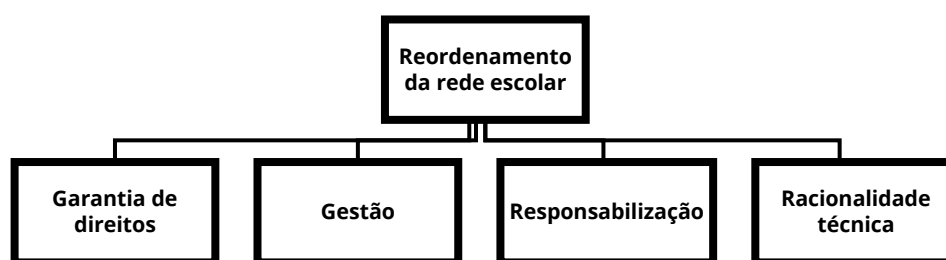 Reordenamento
da rede escolar
Garantia de
direitos
Gestão
Responsabilização
Racionalidade
técnica